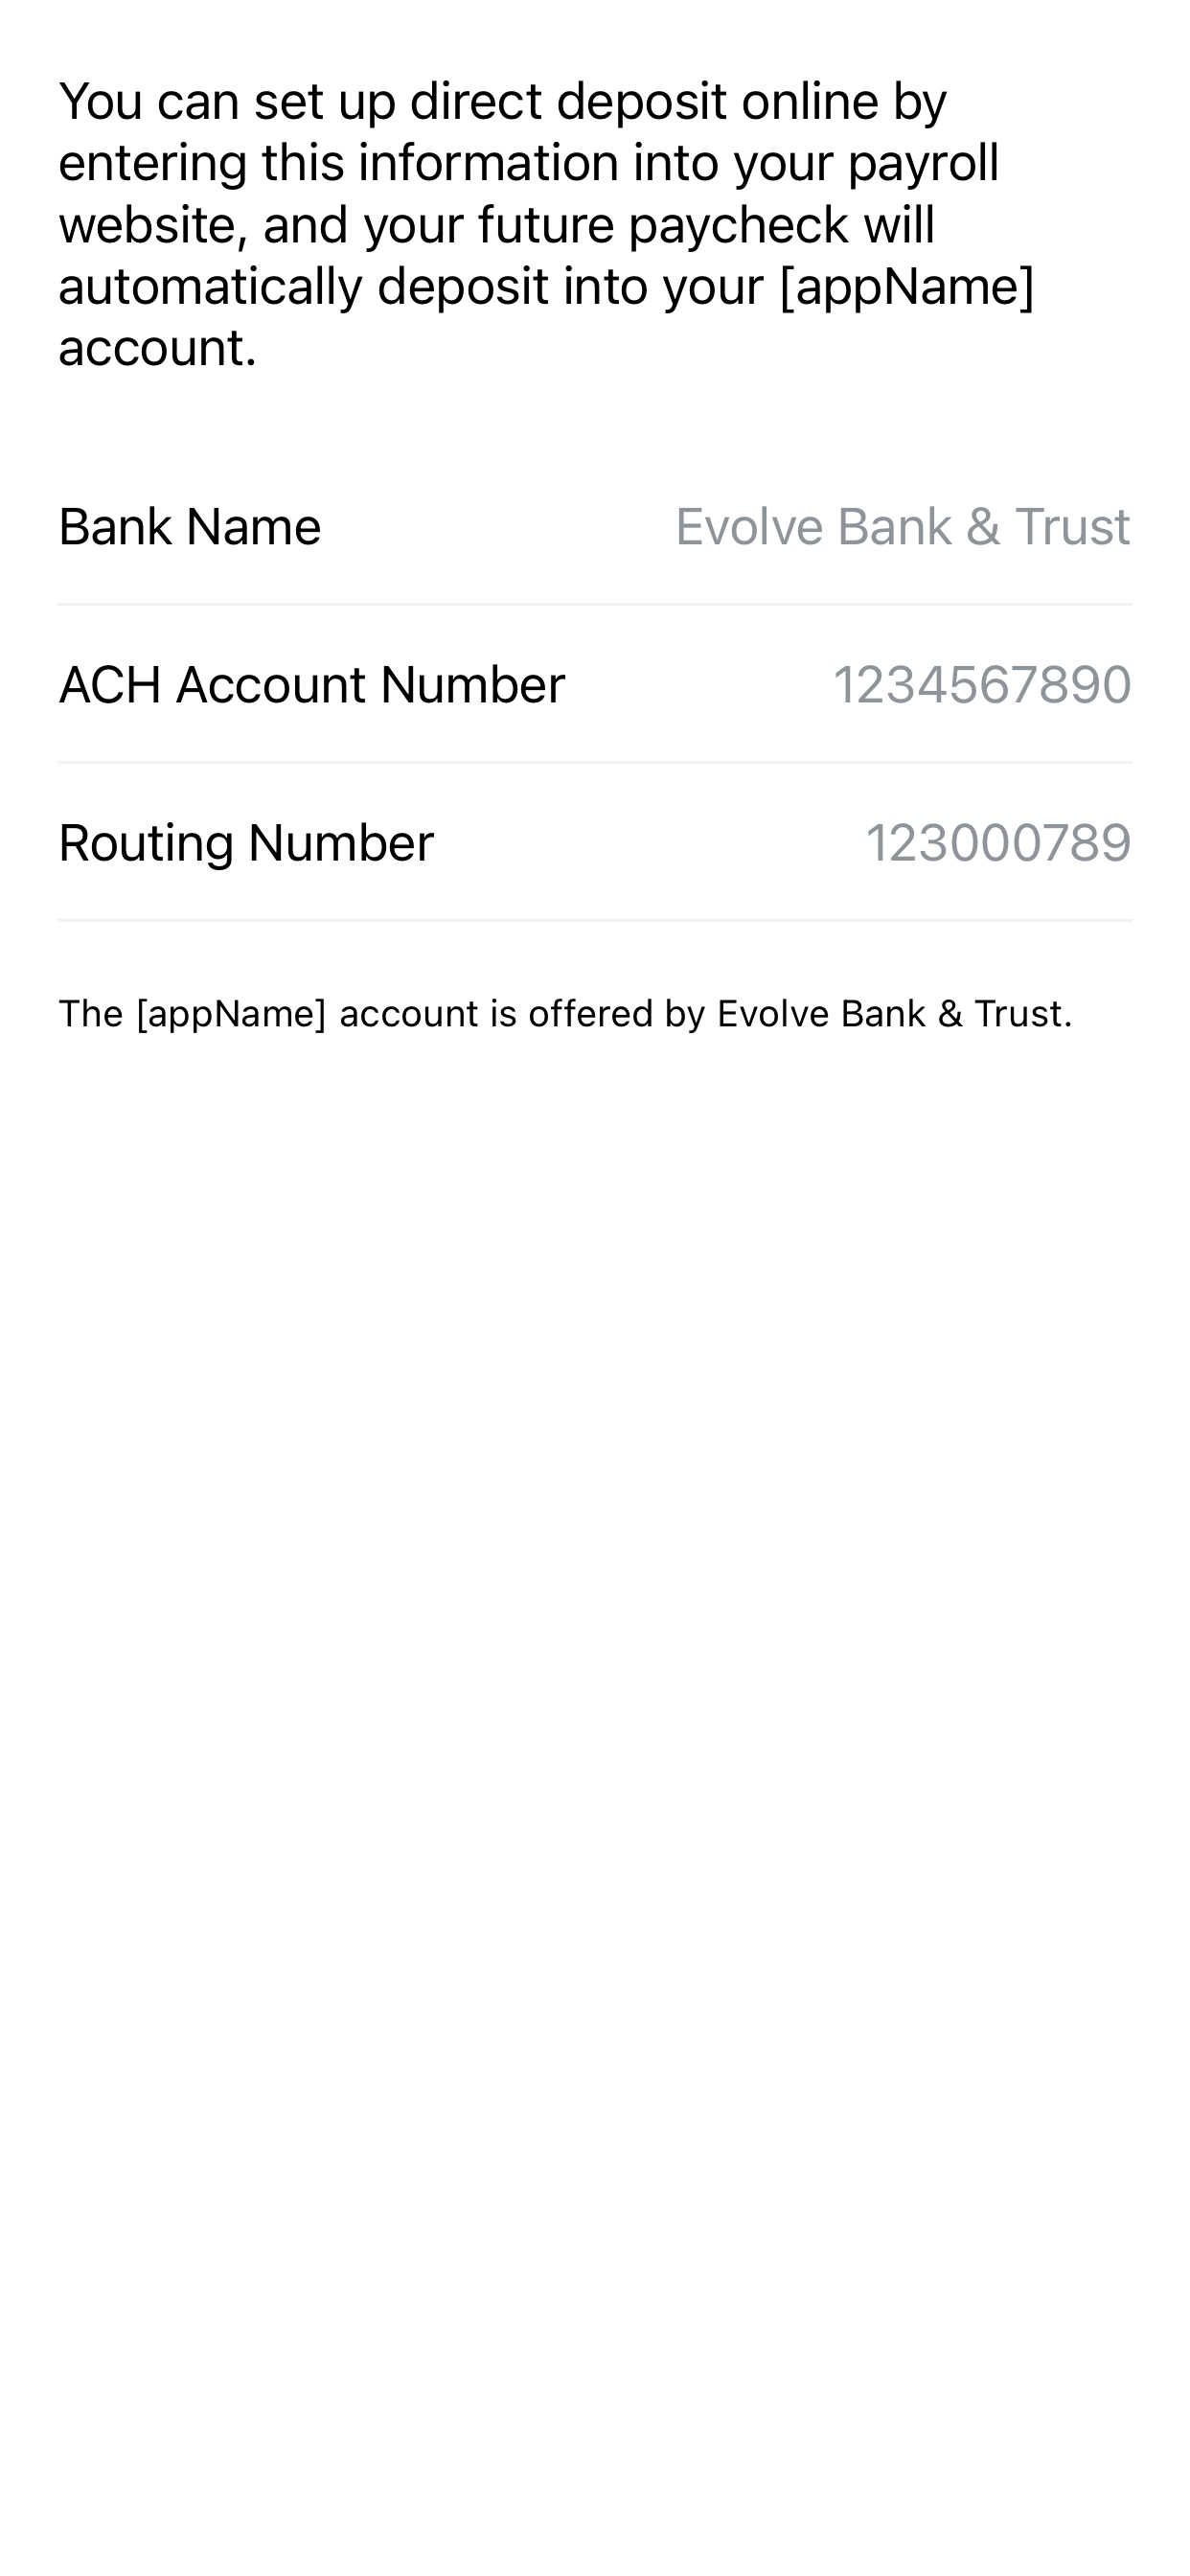 You can set up direct deposit online by
entering this information into your payroll
website, and your future paycheck will
automatically deposit into your [appName]
account.
Bank Name Evolve Bank & Trust
ACH Account Number 1234567890
Routing Number 123000789
The [appName] account is offered by Evolve Bank & Trust.